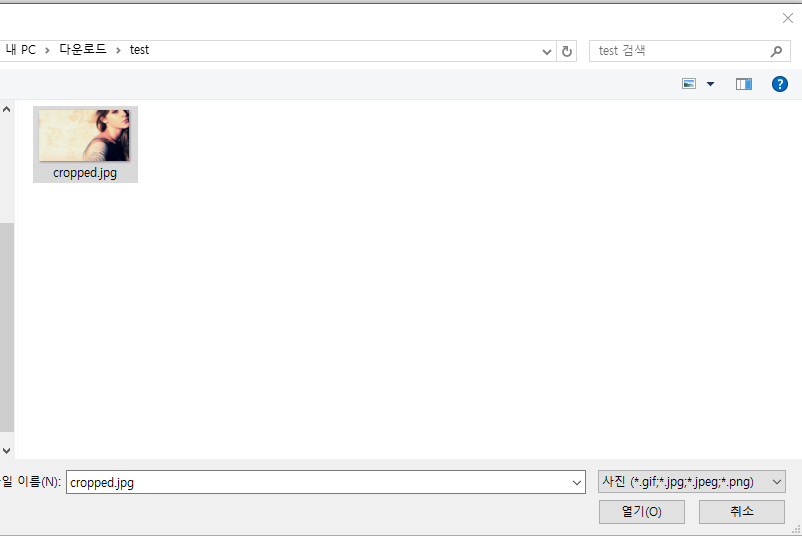 내 PC > 다운로드 > test
test 검색
?
cropped.jpg
일 이름(N): cropped.jpg
사진 (*.gif;*.jpg;*.jpeg;*.png)
열기(O) 취소